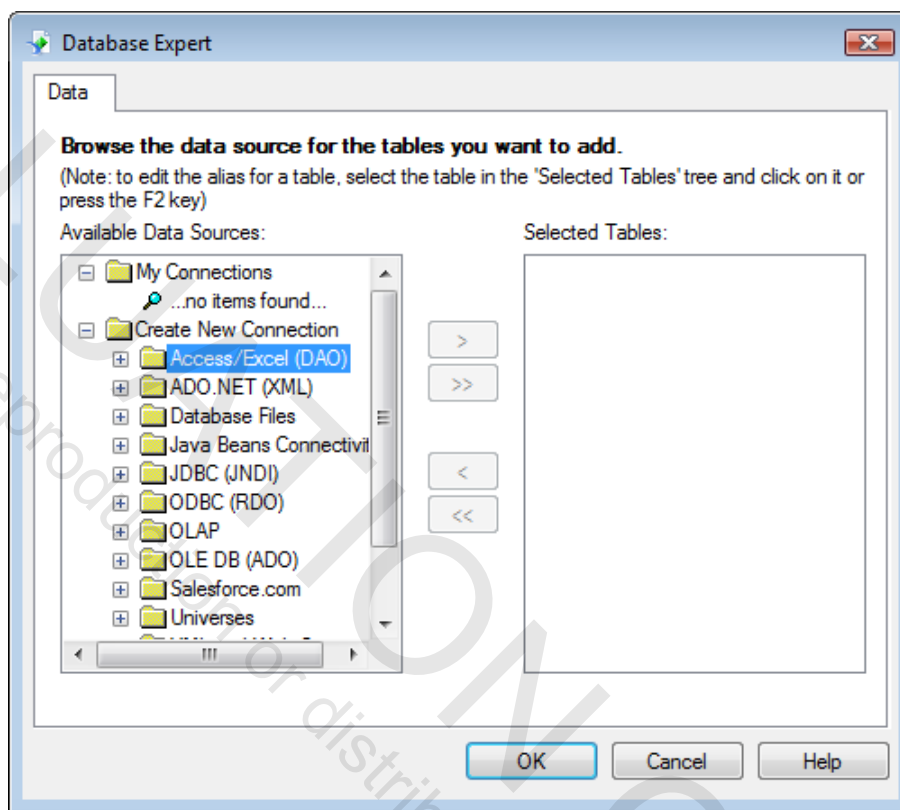 Database Expert
Data
Browse the data source for the tables you want to add.
(Note: to edit the alias for a table, select the table in the 'Selected Tables' tree and click on it or
press the F2 key)
Available Data Sources:
Selected Tables:
My Connections
...no items found...
Create New Connection
Access/Excel (DAO)
ADO.NET (XML)
Database Files
Java Beans Connectivit
JDBC (JNDI)
ODBC (RDO)
OLAP
OLE DB (ADO)
Salesforce.com
Universes
>
>>
<
<<
OK
Cancel
Help
LUATION
eproduction or distrib